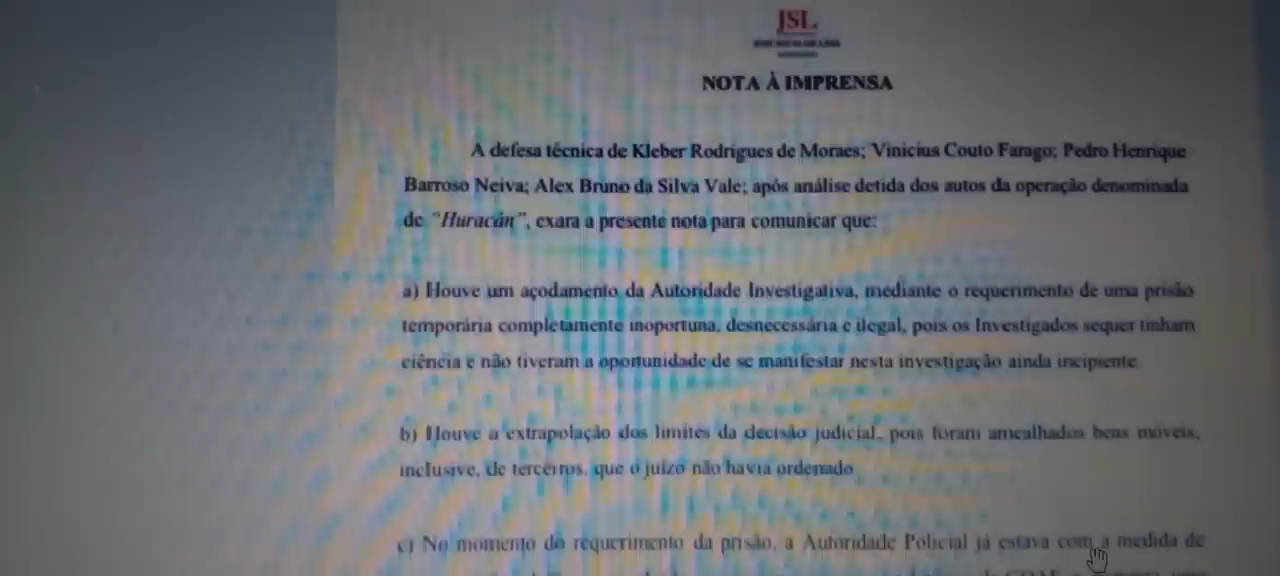 JSL
NOTA À IMPRENSA
A defesa técnica de Kleber Rodrigues de Moraes; Vinicius Couto Farago; Pedro Henrique
Barroso Neiva; Alex Bruno da Silva Vale; após análise detida dos autos da operação denominada
de "Huracán", exara a presente nota para comunicar que:
a) Houve um açodamento da Autoridade Investigativa, mediante o requerimento de uma prisão
temporária completamente inoportuna, desnecessária e ilegal, pois os Investigados sequer tinham
ciência e não tiveram a oportunidade de se manifestar nesta investigação ainda incipiente.
b) Houve a extrapolação dos limites da decisão judicial, pois foram amealhados bens móveis,
inclusive, de terceiros, que o juízo não havia ordenado
c) No momento do requerimento da prisão, a Autoridade Policial já estava com a medida de